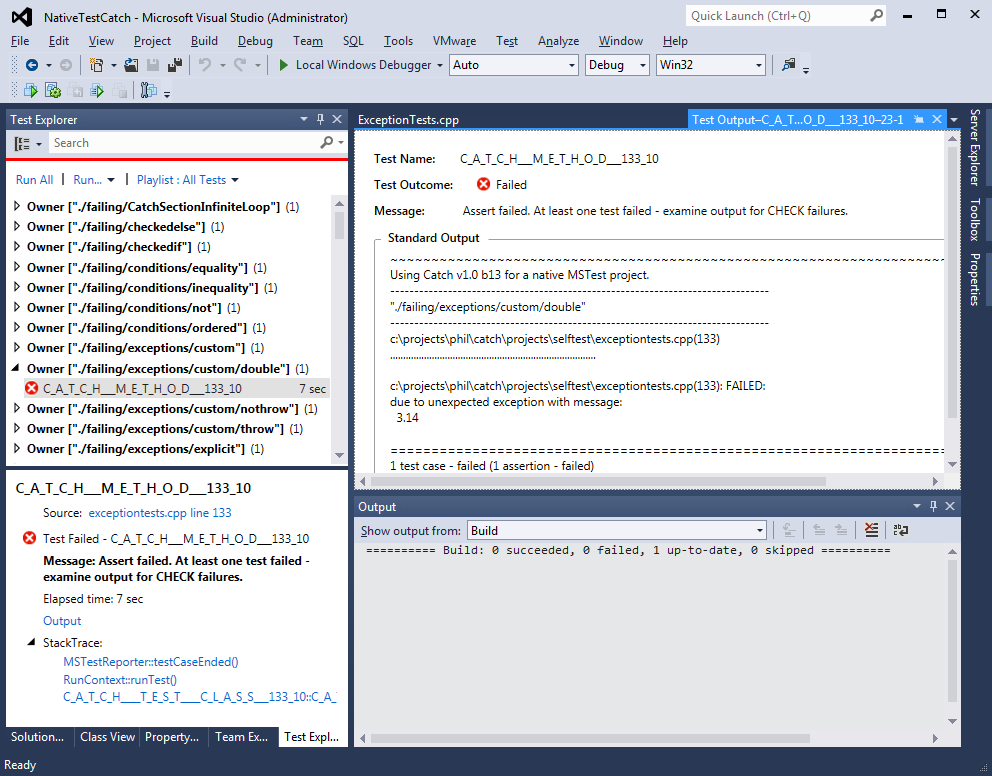 NativeTestCatch - Microsoft Visual Studio (Administrator)
Quick Launch (Ctrl+Q)
File Edit View Project Build Debug Team SQL Tools VMware Test Analyze Window Help
Local Windows Debugger Auto Debug Win32
Test Explorer
Search
Run All | Run... | Playlist : All Tests
Owner ["./failing/CatchSectionInfiniteLoop"] (1)
Owner ["./failing/checkedelse"] (1)
Owner ["./failing/checkedif"] (1)
Owner ["./failing/conditions/equality"] (1)
Owner ["./failing/conditions/inequality"] (1)
Owner ["./failing/conditions/not"] (1)
Owner ["./failing/conditions/ordered"] (1)
Owner ["./failing/exceptions/custom"] (1)
Owner ["./failing/exceptions/custom/double"] (1)
C_A_T_C_H___M_E_T_H_O_D___133_10 7 sec
Owner ["./failing/exceptions/custom/nothrow"] (1)
Owner ["./failing/exceptions/custom/throw"] (1)
Owner ["./failing/exceptions/explicit"] (1)
C_A_T_C_H___M_E_T_H_O_D___133_10
Source: exceptiontests.cpp line 133
Test Failed - C_A_T_C_H___M_E_T_H_O_D___133_10
Message: Assert failed. At least one test failed -
examine output for CHECK failures.
Elapsed time: 7 sec
Output
StackTrace:
MSTestReporter::testCaseEnded()
RunContext::runTest()
C_A_T_C_H____T_E_S_T____C_L_A_S_S___133_10::C_A_
Solution... Class View Property... Team Ex... Test Expl...
ExceptionTests.cpp
Test Output–C_A_T...O_D___133_10–23-1
Test Name: C_A_T_C_H___M_E_T_H_O_D___133_10
Test Outcome: Failed
Message: Assert failed. At least one test failed - examine output for CHECK failures.
Standard Output
~~~~~~~~~~~~~~~~~~~~~~~~~~~~~~~~~~~~~~~~~~~~~~~~~~~~~~~~~~~~~~~~~~~~~
Using Catch v1.0 b13 for a native MSTest project.
-------------------------------------------------------------------------------
"./failing/exceptions/custom/double"
-------------------------------------------------------------------------------
c:\projects\phil\catch\projects\selftest\exceptiontests.cpp(133)
...............................................................................
c:\projects\phil\catch\projects\selftest\exceptiontests.cpp(133): FAILED:
due to unexpected exception with message:
3.14
=====================================================================
1 test case - failed (1 assertion - failed)
Output
Show output from: Build
========== Build: 0 succeeded, 0 failed, 1 up-to-date, 0 skipped ==========
Server Explorer
Toolbox
Properties
Ready